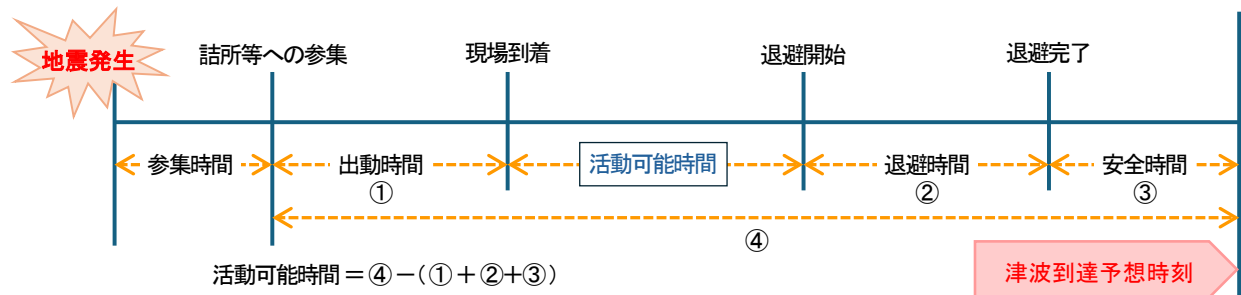 地震発生
詰所等への参集
現場到着
退避開始
退避完了
参集時間
出動時間
①
活動可能時間
退避時間
②
安全時間
③
④
活動可能時間＝④－（①＋②＋③）
津波到達予想時刻